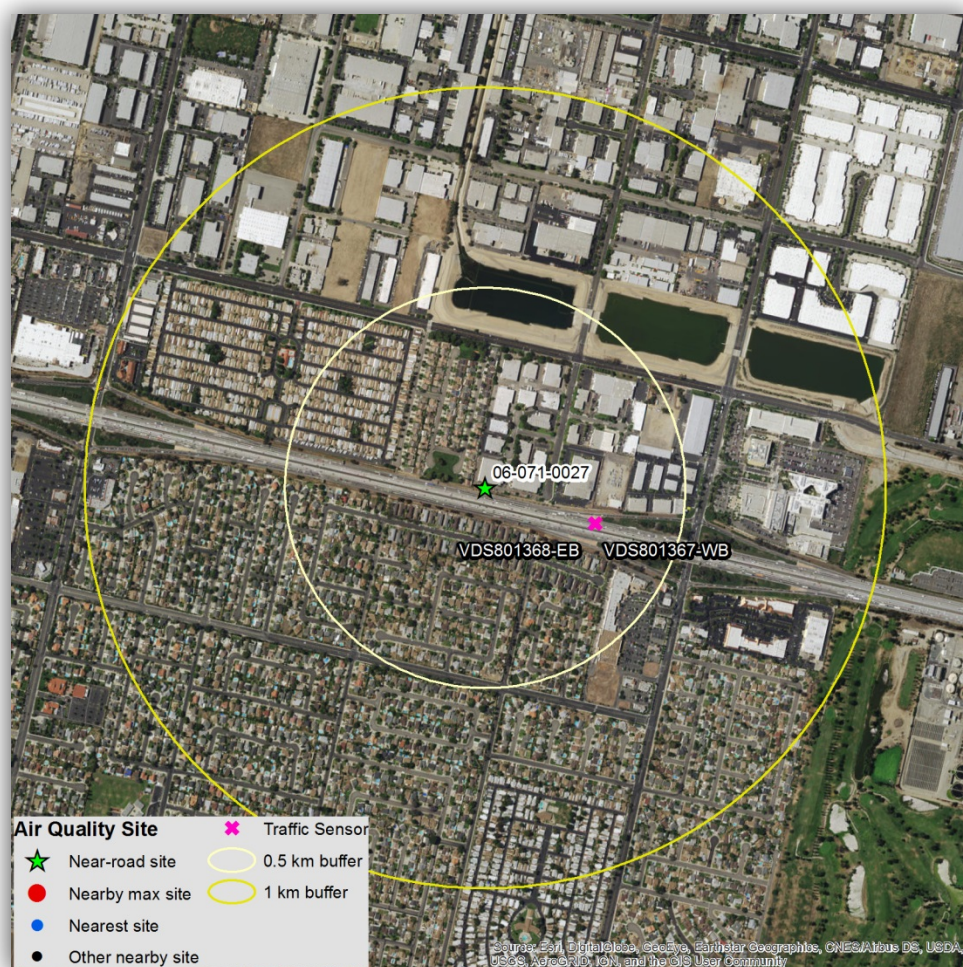 06-071-0027
VDS801368-EB VDS801367-WB
Air Quality Site
Near-road site
Nearby max site
Nearest site
Other nearby site
Traffic Sensor
0.5 km buffer
1 km buffer
Source: Esri, DigitalGlobe, GeoEye, Earthstar Geographics, CNES/Airbus DS, USDA,
USGS, AeroGRID, IGN, and the GIS User Community